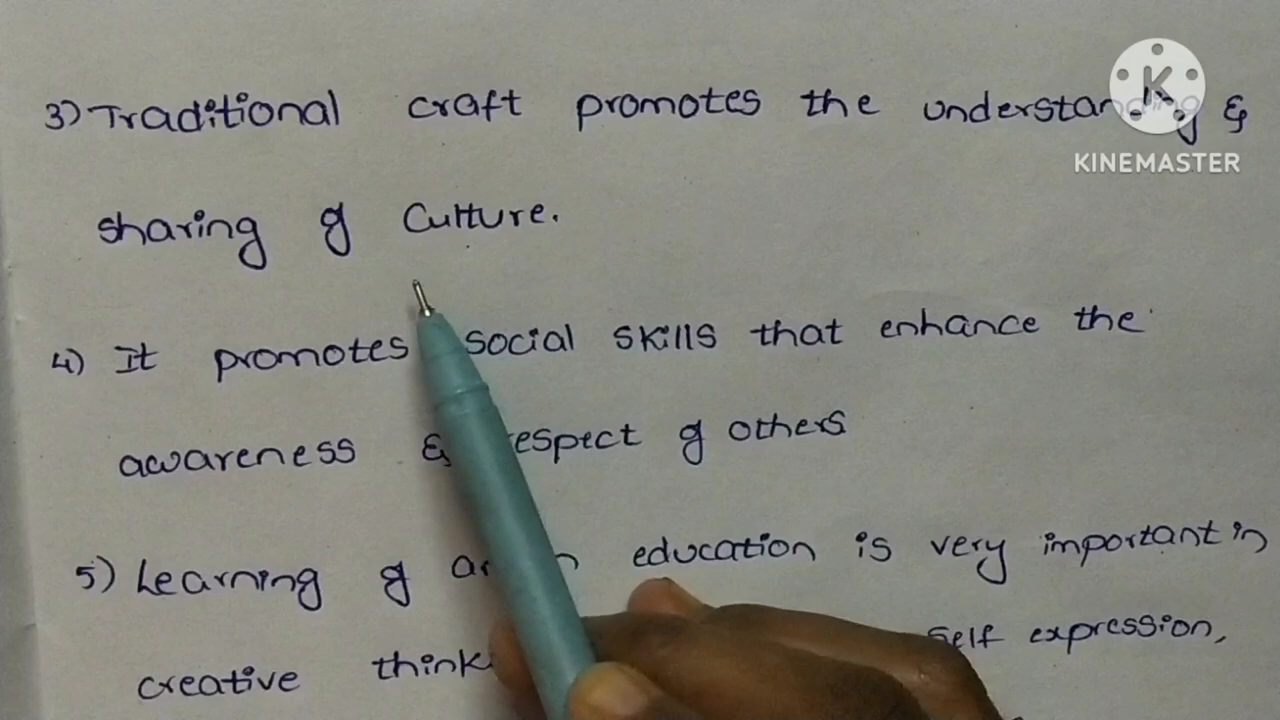 3) Traditional craft promotes the understanding &
sharing of Culture.
4) It promotes social skills that enhance the
awareness & respect of others
5) Learning of education is very important in
creative self expression,
K
KINEMASTER